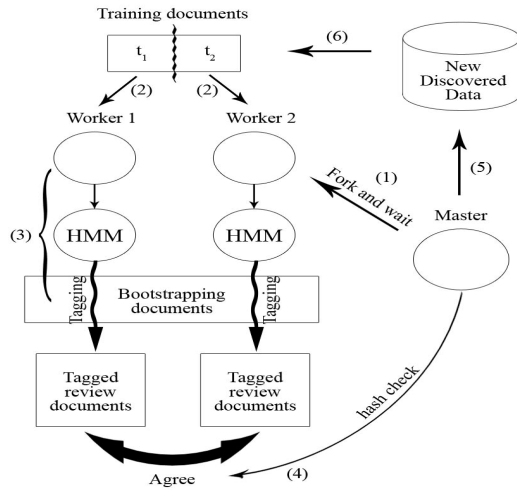 Training documents
t1
t2
(6)
New
Discovered
Data
(2)
(2)
Worker 1
Worker 2
(1)
Fork and wait
(5)
Master
(3)
HMM
HMM
Tagging
Bootstrapping
documents
Tagging
Tagged
review
documents
Tagged
review
documents
hash check
Agree
(4)